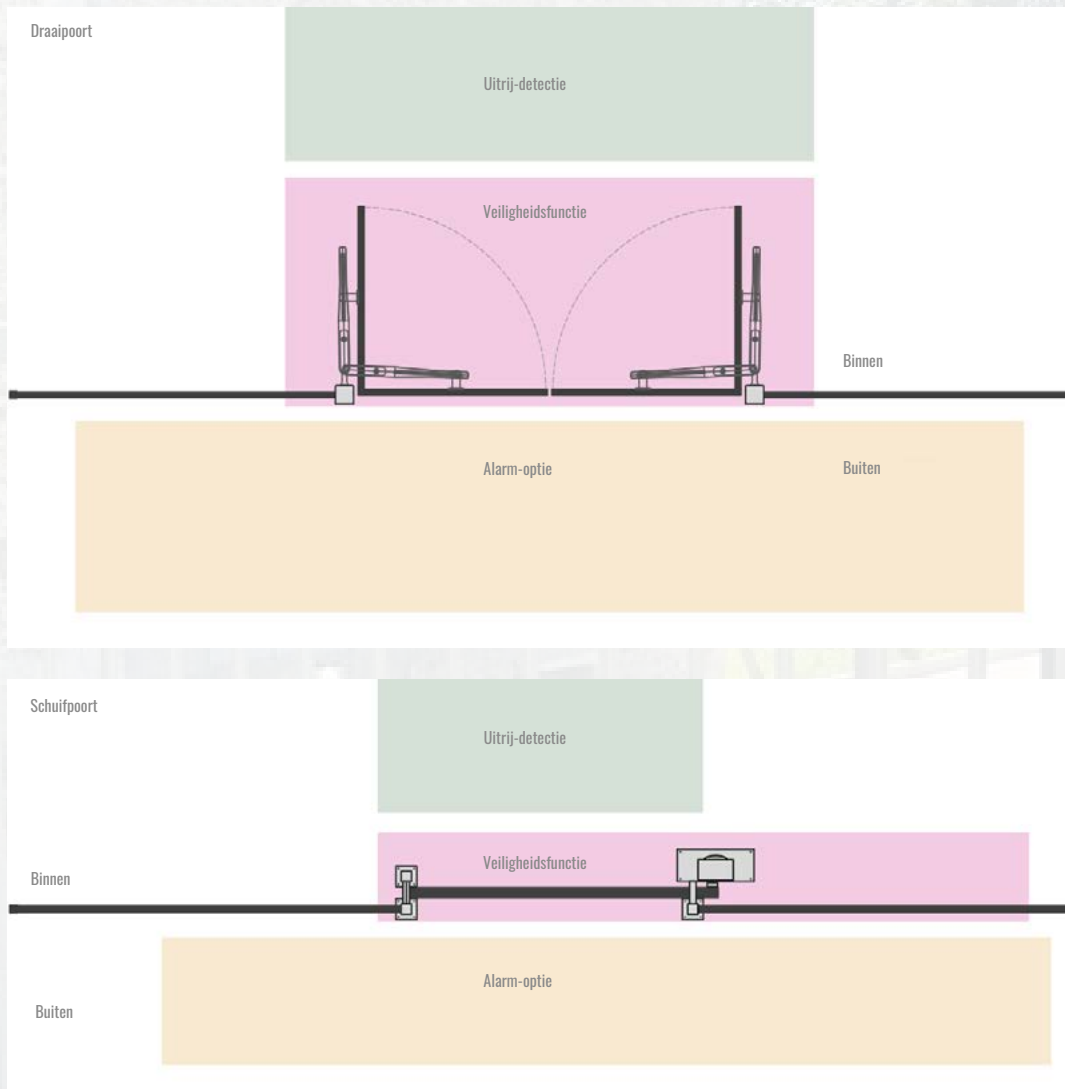 Draaipoort
Uitrij-detectie
Veiligheidsfunctie
Binnen
Alarm-optie
Buiten
Schuifpoort
Uitrij-detectie
Veiligheidsfunctie
Binnen
Alarm-optie
Buiten